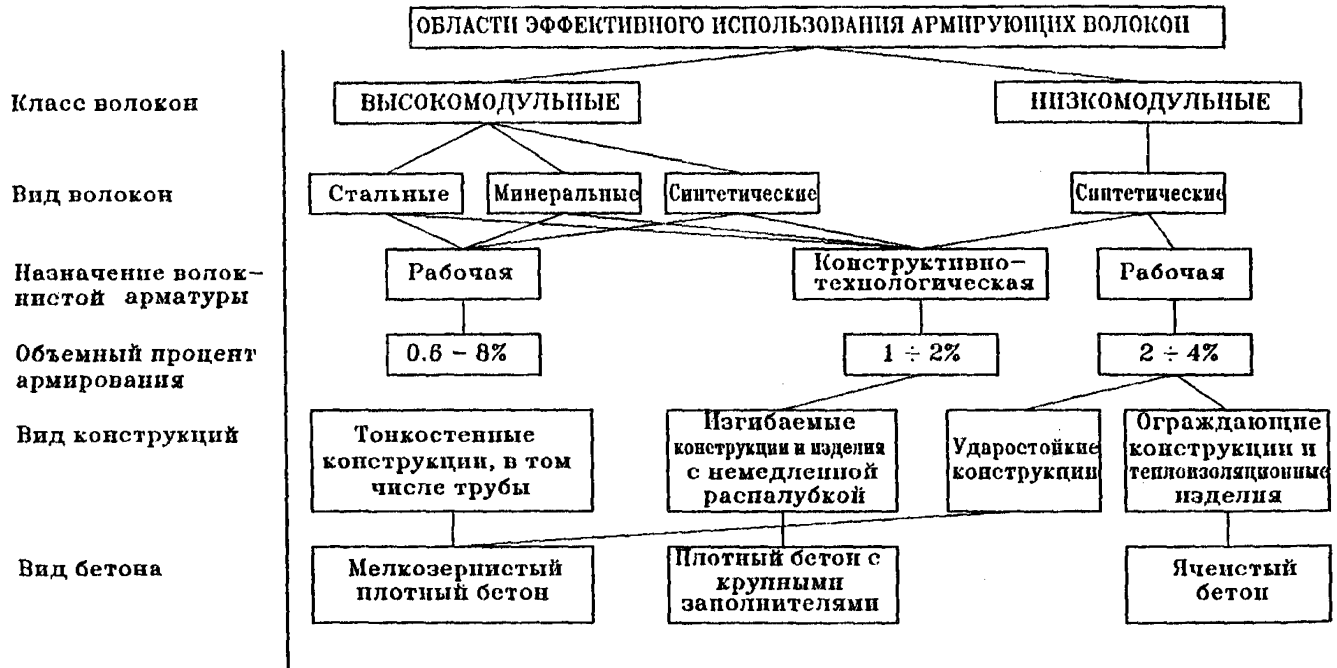 ОБЛАСТИ ЭФФЕКТИВНОГО ИСПОЛЬЗОВАНИЯ АРМИРУЮЩИХ ВОЛОКОН
Класс волокон
ВЫСОКОМОДУЛЬНЫЕ
НИЗКОМОДУЛЬНЫЕ
Вид волокон
Стальные
Минеральные
Синтетические
Синтетические
Назначение волок-
нистой арматуры
Рабочая
Конструктивно-
технологическая
Рабочая
Объемный процент
армирования
0.6 - 8%
1 ÷ 2%
2 ÷ 4%
Вид конструкций
Тонкостенные
конструкции, в том
числе трубы
Изгибаемые
конструкции и изделия
с немедленной
распалубкой
Ударостойкие
конструкции
Ограждающие
конструкции и
теплоизоляционные
изделия
Вид бетона
Мелкозернистый
плотный бетон
Плотный бетон с
крупными
заполнителями
Ячеистый
бетон